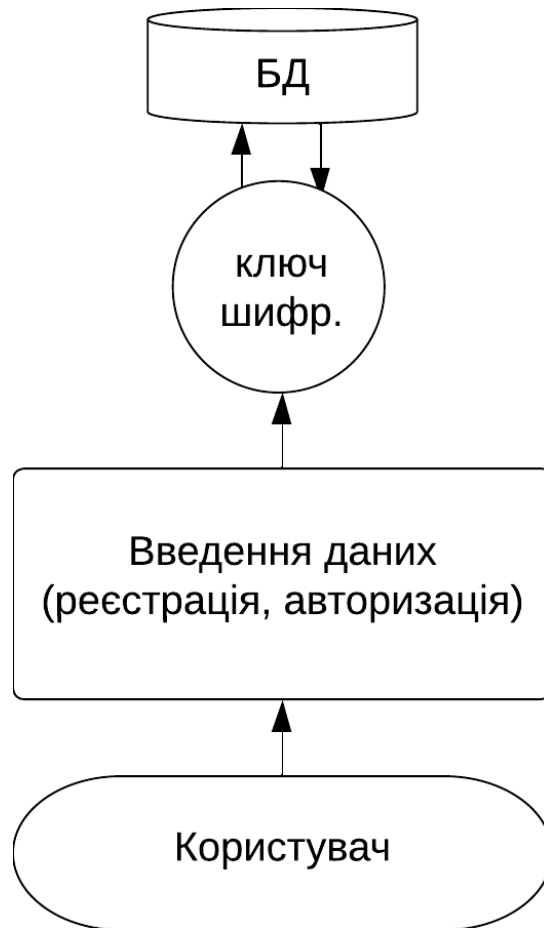 БД
ключ
шифр.
Введення даних
(реєстрація, авторизація)
Користувач